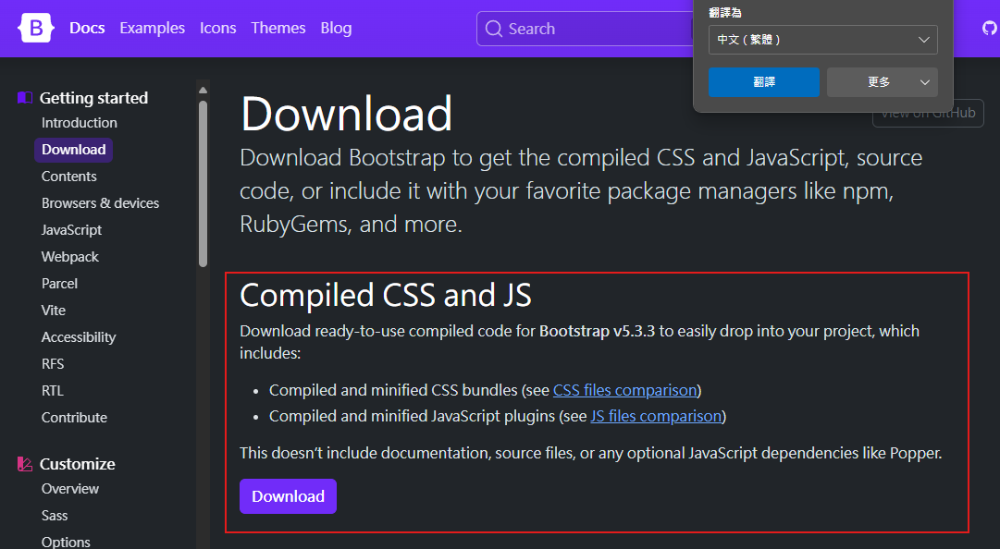 B Docs Examples Icons Themes Blog Search
翻譯為
中文 ( 繁體 )
翻譯 更多
View on GitHub
Getting started
Introduction
Download
Contents
Browsers & devices
JavaScript
Webpack
Parcel
Vite
Accessibility
RFS
RTL
Contribute
Customize
Overview
Sass
Options
Download
Download Bootstrap to get the compiled CSS and JavaScript, source
code, or include it with your favorite package managers like npm,
RubyGems, and more.
Compiled CSS and JS
Download ready-to-use compiled code for Bootstrap v5.3.3 to easily drop into your project, which
includes:
• Compiled and minified CSS bundles (see CSS files comparison)
• Compiled and minified JavaScript plugins (see JS files comparison)
This doesn’t include documentation, source files, or any optional JavaScript dependencies like Popper.
Download